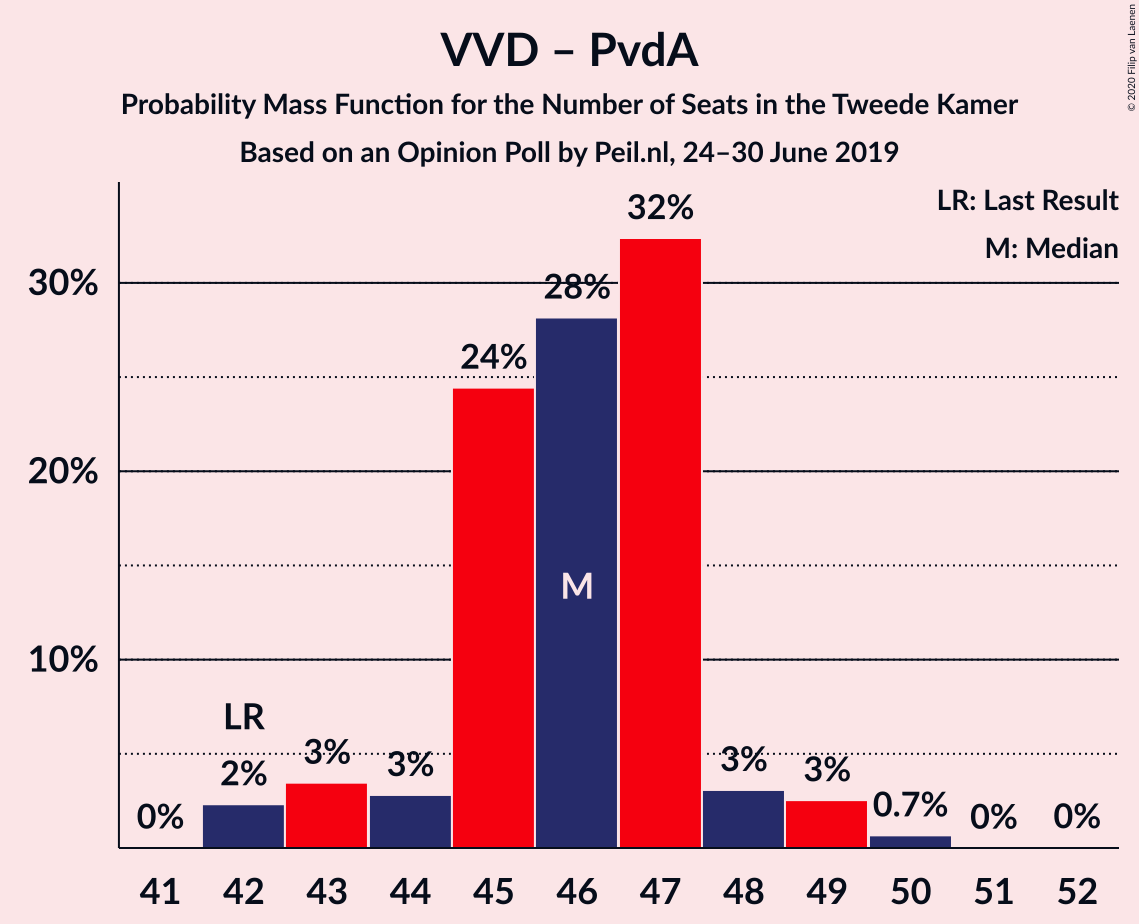 VVD – PvdA
Probability Mass Function for the Number of Seats in the Tweede Kamer
Based on an Opinion Poll by Peil.nl, 24–30 June 2019
© 2020 Filip van Laenen
LR: Last Result
M: Median
30%
20%
10%
0%
LR
2%
3%
3%
24%
28%
M
32%
3%
3%
0.7%
0%
0%
41 42 43 44 45 46 47 48 49 50 51 52